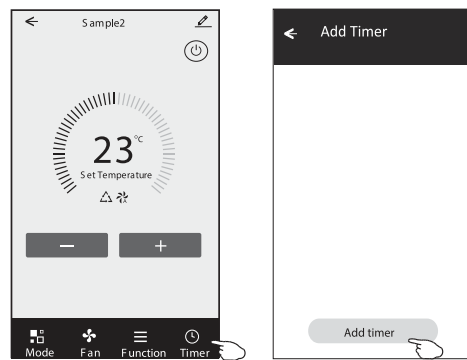 Sample2
23°C
Set Temperature
Mode Fan Function Timer
Add Timer
Add timer